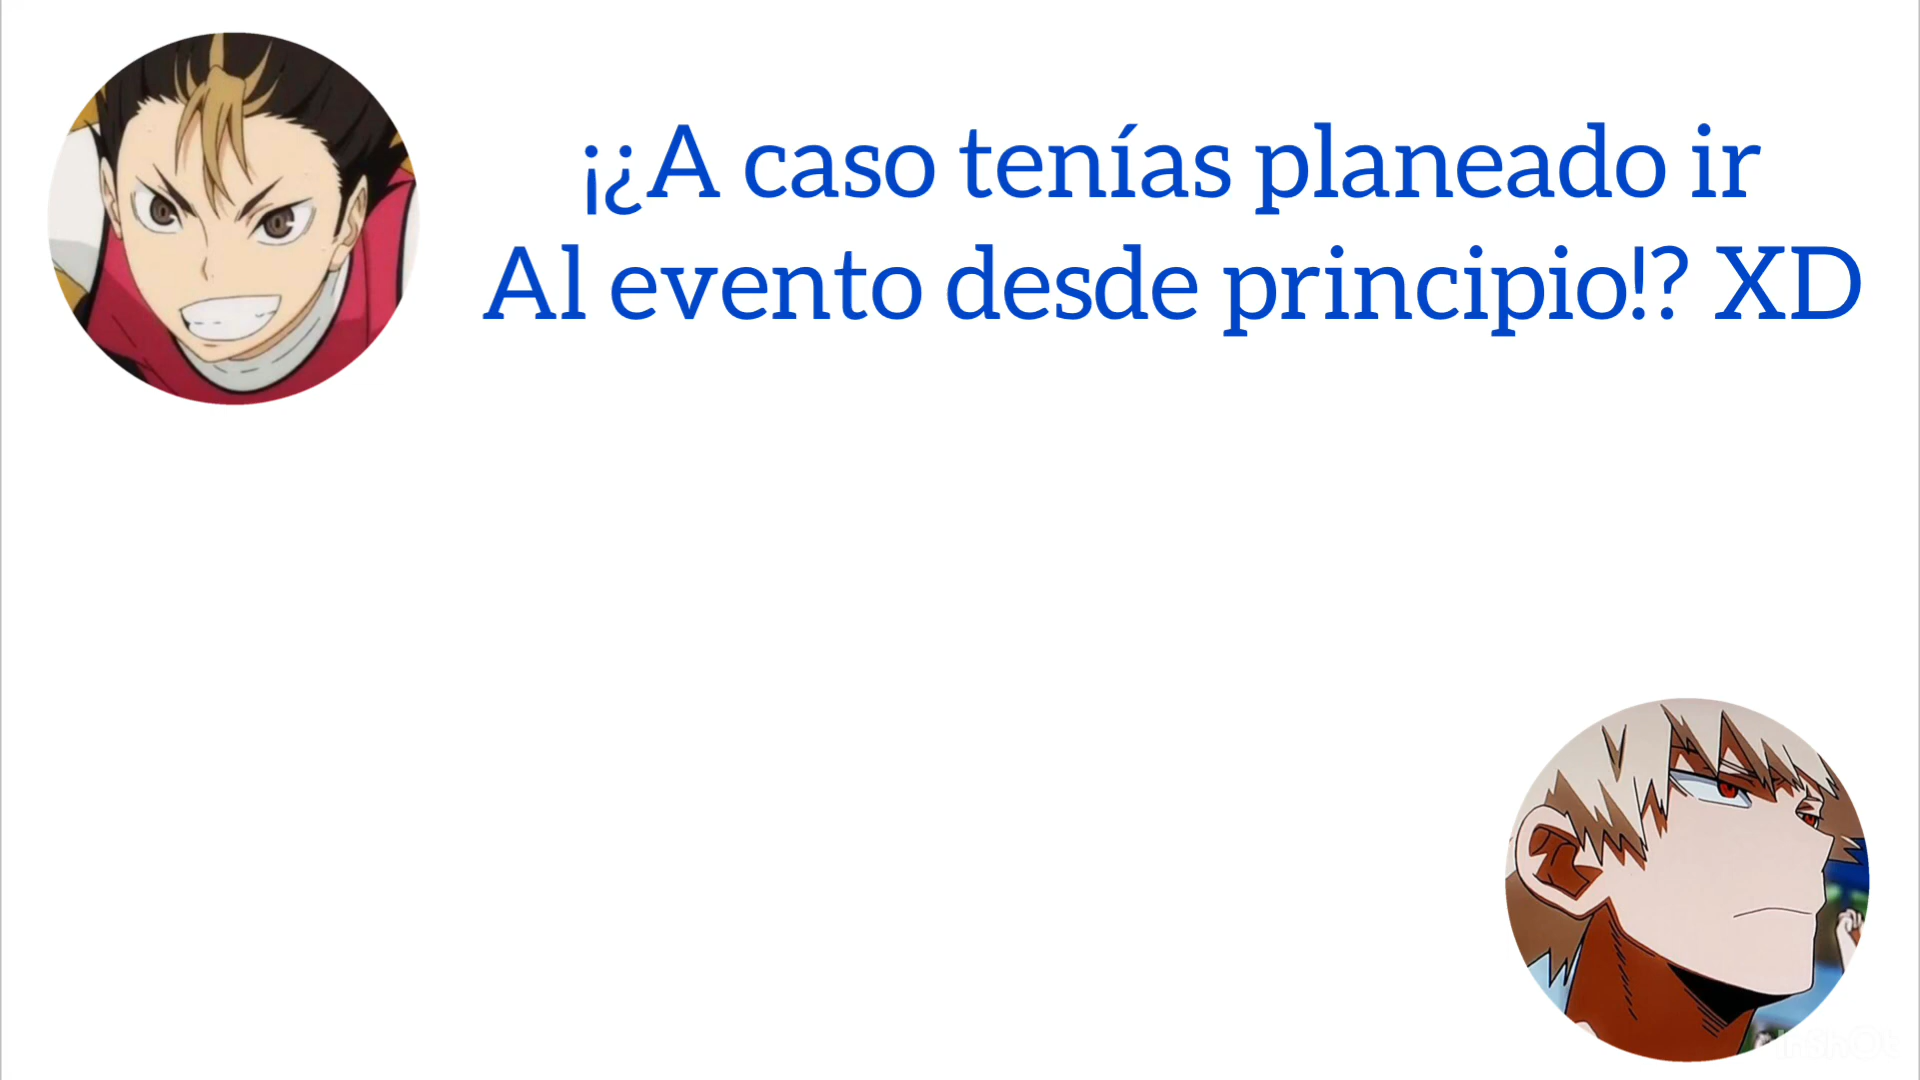 ¡¿A caso tenías planeado ir
Al evento desde principio!? XD